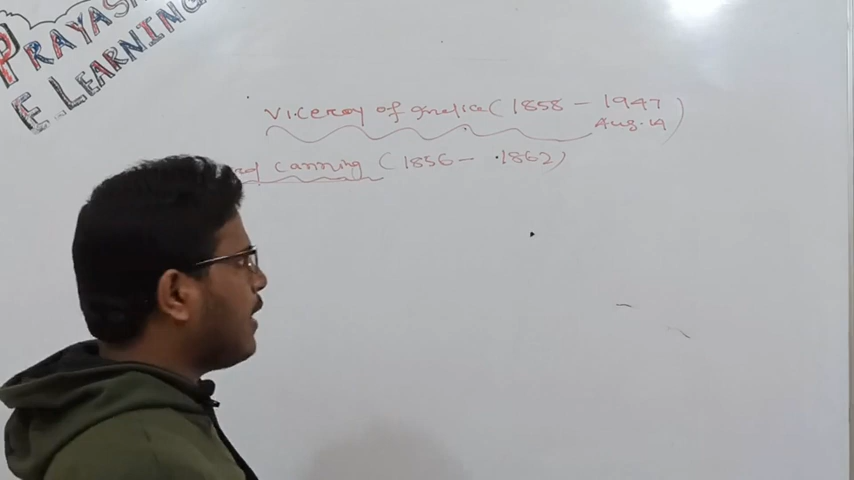 PRAYAS
E LEARNING
Viceroy of India (1858 - 1947
Aug. 14)
Canning (1856 - 1862)